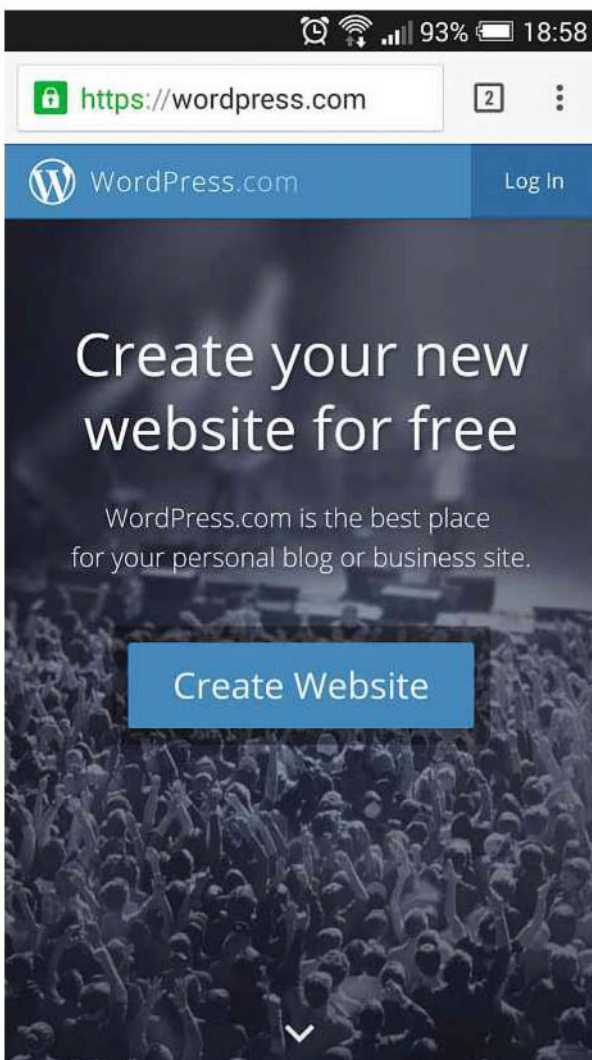 93% 18:58
https://wordpress.com 2
WordPress.com Log In
Create your new
website for free
WordPress.com is the best place
for your personal blog or business site.
Create Website